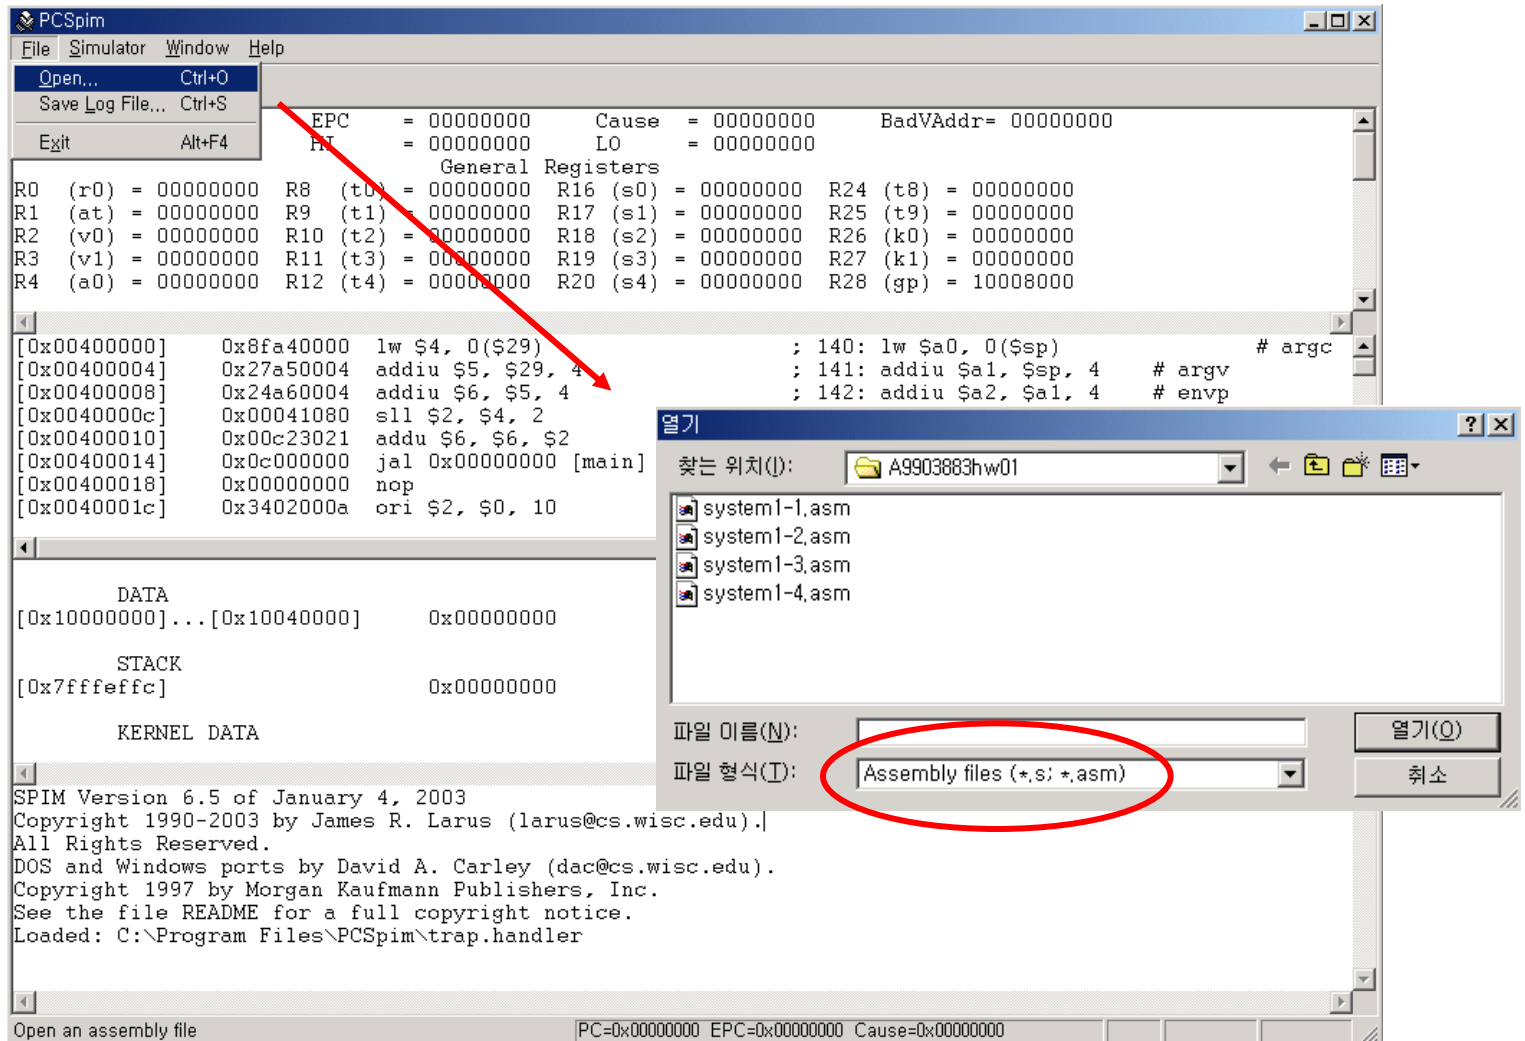 PCSpim
File Simulator Window Help
Open... Ctrl+O
Save Log File... Ctrl+S
Exit Alt+F4
EPC = 00000000 Cause = 00000000 BadVAddr= 00000000
HI = 00000000 LO = 00000000
General Registers
R0 (r0) = 00000000 R8 (t0) = 00000000 R16 (s0) = 00000000 R24 (t8) = 00000000
R1 (at) = 00000000 R9 (t1) = 00000000 R17 (s1) = 00000000 R25 (t9) = 00000000
R2 (v0) = 00000000 R10 (t2) = 00000000 R18 (s2) = 00000000 R26 (k0) = 00000000
R3 (v1) = 00000000 R11 (t3) = 00000000 R19 (s3) = 00000000 R27 (k1) = 00000000
R4 (a0) = 00000000 R12 (t4) = 00000000 R20 (s4) = 00000000 R28 (gp) = 10008000
[0x00400000] 0x8fa40000 lw $4, 0($29) ; 140: lw $a0, 0($sp) # argc
[0x00400004] 0x27a50004 addiu $5, $29, 4 ; 141: addiu $a1, $sp, 4 # argv
[0x00400008] 0x24a60004 addiu $6, $5, 4 ; 142: addiu $a2, $a1, 4 # envp
[0x0040000c] 0x00041080 sll $2, $4, 2
[0x00400010] 0x00c23021 addu $6, $6, $2
[0x00400014] 0x0c000000 jal 0x00000000 [main]
[0x00400018] 0x00000000 nop
[0x0040001c] 0x3402000a ori $2, $0, 10
DATA
[0x10000000]...[0x10040000] 0x00000000
STACK
[0x7fffeffc] 0x00000000
KERNEL DATA
SPIM Version 6.5 of January 4, 2003
Copyright 1990-2003 by James R. Larus (larus@cs.wisc.edu).
All Rights Reserved.
DOS and Windows ports by David A. Carley (dac@cs.wisc.edu).
Copyright 1997 by Morgan Kaufmann Publishers, Inc.
See the file README for a full copyright notice.
Loaded: C:\Program Files\PCSpim\trap.handler
Open an assembly file PC=0x00000000 EPC=0x00000000 Cause=0x00000000
열기
찾는 위치(I): A9903883hw01
system1-1.asm
system1-2.asm
system1-3.asm
system1-4.asm
파일 이름(N): 열기(O)
파일 형식(T): Assembly files (*.s; *.asm) 취소